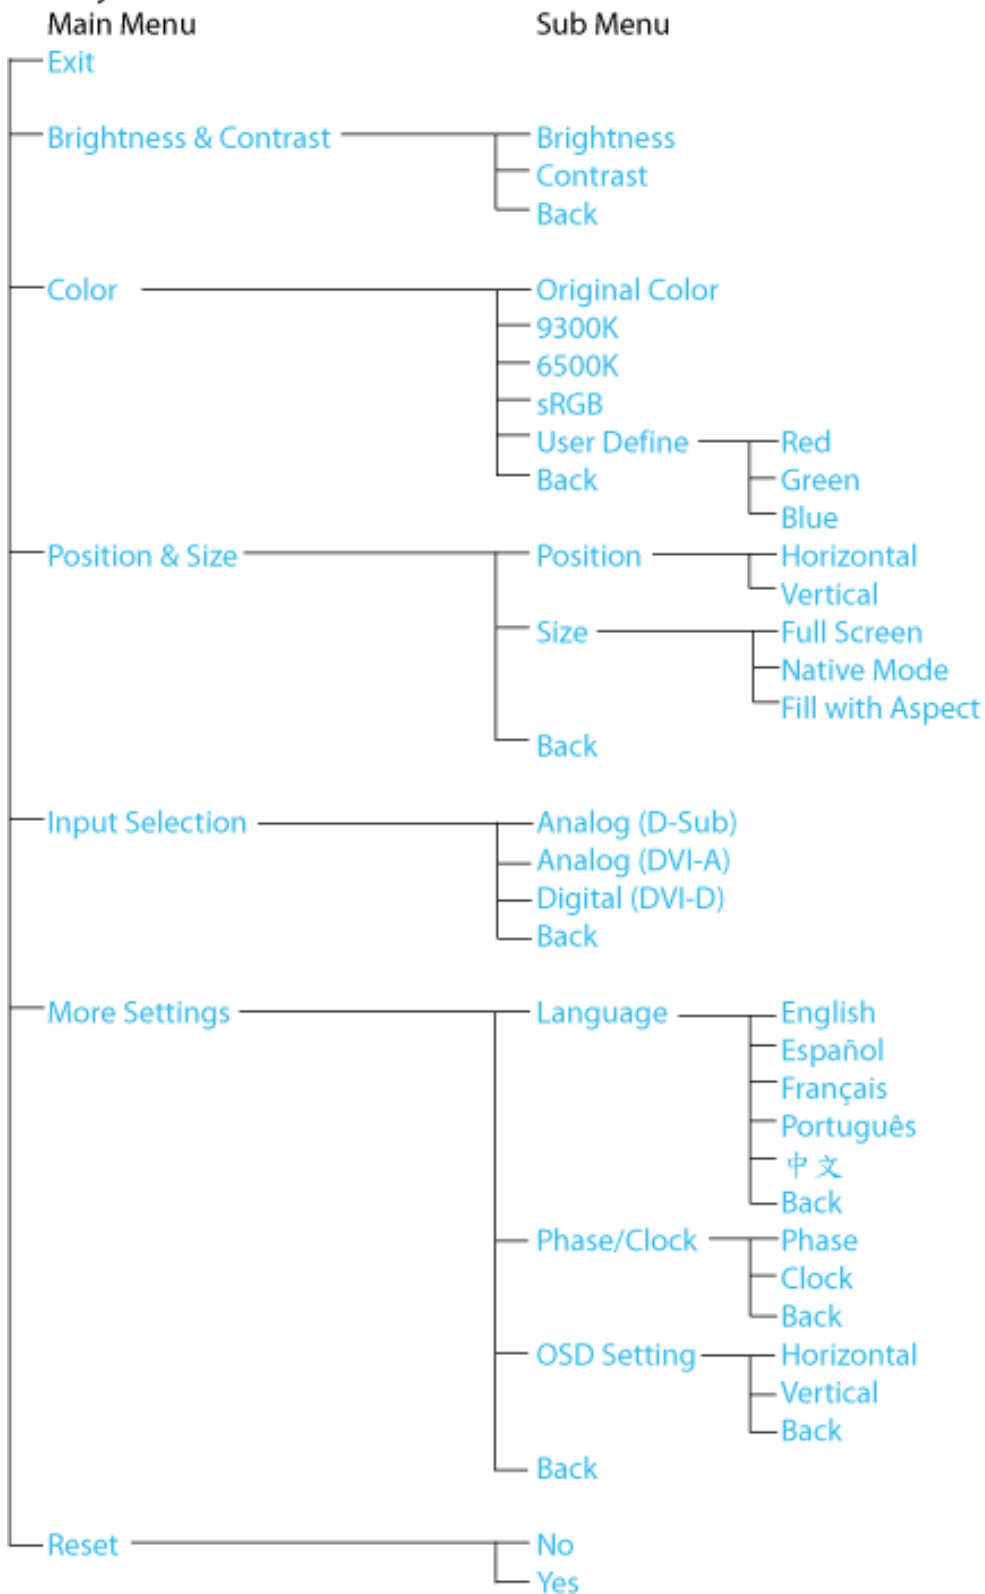 Main Menu Sub Menu
Exit
Brightness & Contrast Brightness
Contrast
Back
Color Original Color
9300K
6500K
sRGB
User Define Red
Back Green
Blue
Position & Size Position Horizontal
Vertical
Size Full Screen
Native Mode
Fill with Aspect
Back
Input Selection Analog (D-Sub)
Analog (DVI-A)
Digital (DVI-D)
Back
More Settings Language English
Español
Français
Português
中文
Back
Phase/Clock Phase
Clock
Back
OSD Setting Horizontal
Vertical
Back
Back
Reset No
Yes